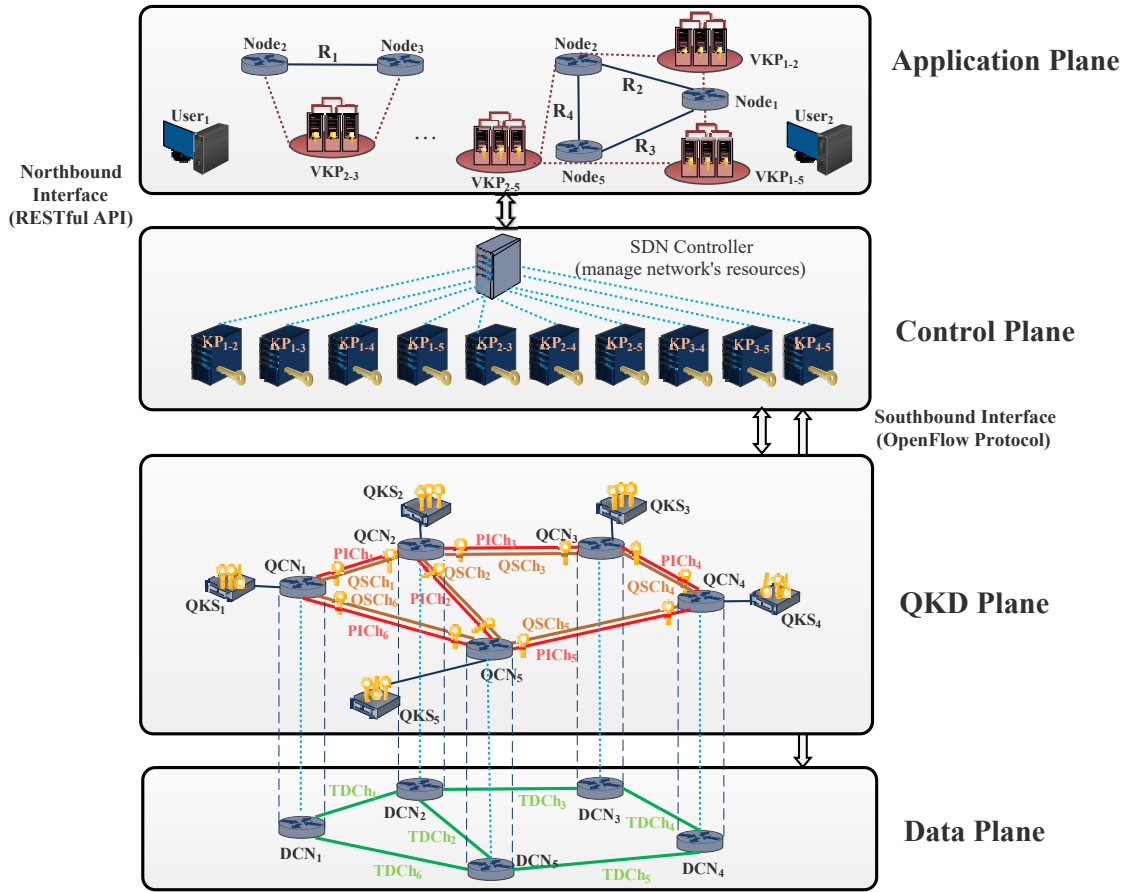 Application Plane
Node₂
R₁
Node₃
User₁
VKP₂₋₃
...
VKP₂₋₅
Node₂
R₂
R₄
R₃
Node₅
Node₁
VKP₁₋₂
User₂
VKP₁₋₅
Northbound
Interface
(RESTful API)
SDN Controller
(manage network's resources)
Control Plane
KP₁₋₂
KP₁₋₃
KP₁₋₄
KP₁₋₅
KP₂₋₃
KP₂₋₄
KP₂₋₅
KP₃₋₄
KP₃₋₅
KP₄₋₅
Southbound Interface
(OpenFlow Protocol)
QKD Plane
QKS₂
QKS₃
QCN₂
PICh₃
QCN₃
PICh₁
QSCh₃
PICh₄
QCN₁
QSCh₁
QSCh₂
QSCh₄
QCN₄
QKS₁
QSCh₆
PICh₂
QKS₄
PICh₆
QSCh₅
PICh₅
QCN₅
QKS₅
Data Plane
TDCh₁
DCN₂
TDCh₃
DCN₃
TDCh₄
TDCh₂
DCN₁
DCN₅
DCN₄
TDCh₆
TDCh₅